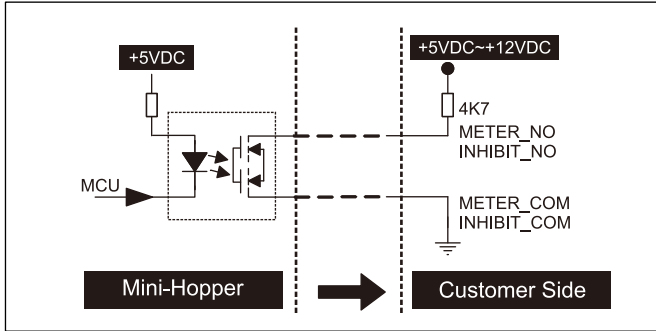 +5VDC
+5VDC~+12VDC
4K7
METER_NO
INHIBIT_NO
MCU
METER_COM
INHIBIT_COM
Mini-Hopper
Customer Side